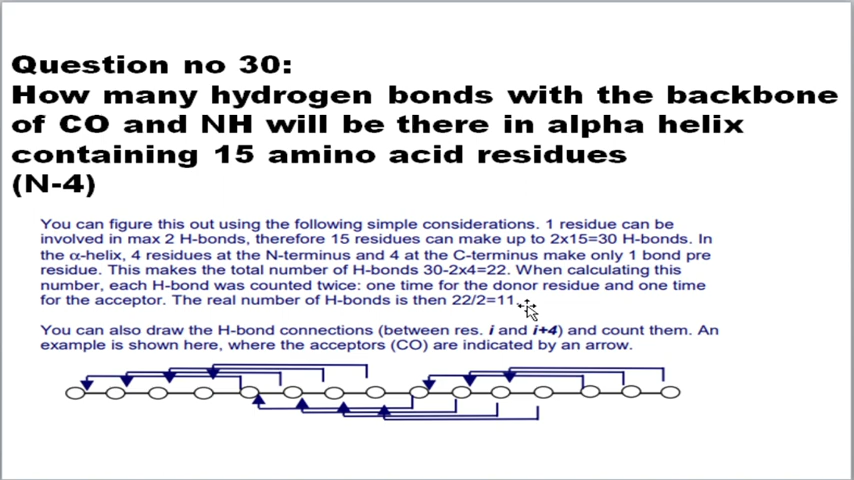 Question no 30:
How many hydrogen bonds with the backbone
of CO and NH will be there in alpha helix
containing 15 amino acid residues
(N-4)
You can figure this out using the following simple considerations. 1 residue can be
involved in max 2 H-bonds, therefore 15 residues can make up to 2x15=30 H-bonds. In
the α-helix, 4 residues at the N-terminus and 4 at the C-terminus make only 1 bond pre
residue. This makes the total number of H-bonds 30-2x4=22. When calculating this
number, each H-bond was counted twice: one time for the donor residue and one time
for the acceptor. The real number of H-bonds is then 22/2=11.
You can also draw the H-bond connections (between res. i and i+4) and count them. An
example is shown here, where the acceptors (CO) are indicated by an arrow.